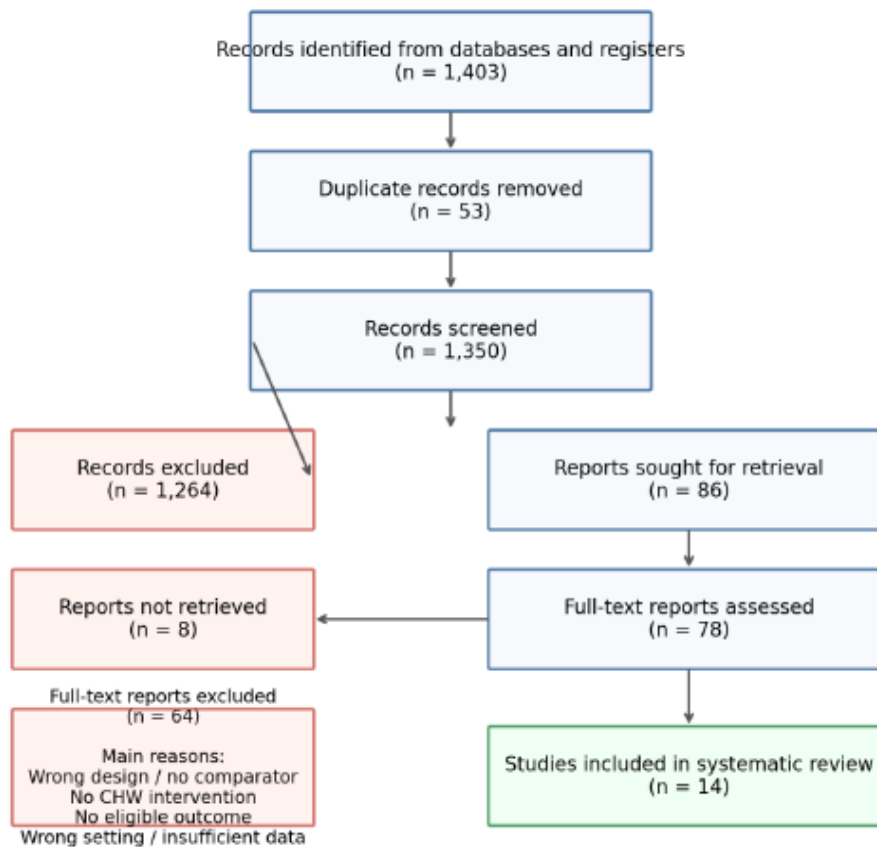 Records identified from databases and registers
(n = 1,403)
Duplicate records removed
(n = 53)
Records screened
(n = 1,350)
Records excluded
(n = 1,264)
Reports sought for retrieval
(n = 86)
Reports not retrieved
(n = 8)
Full-text reports assessed
(n = 78)
Full-text reports excluded
(n = 64)
Main reasons:
Wrong design / no comparator
No CHW intervention
No eligible outcome
Wrong setting / insufficient data
Studies included in systematic review
(n = 14)